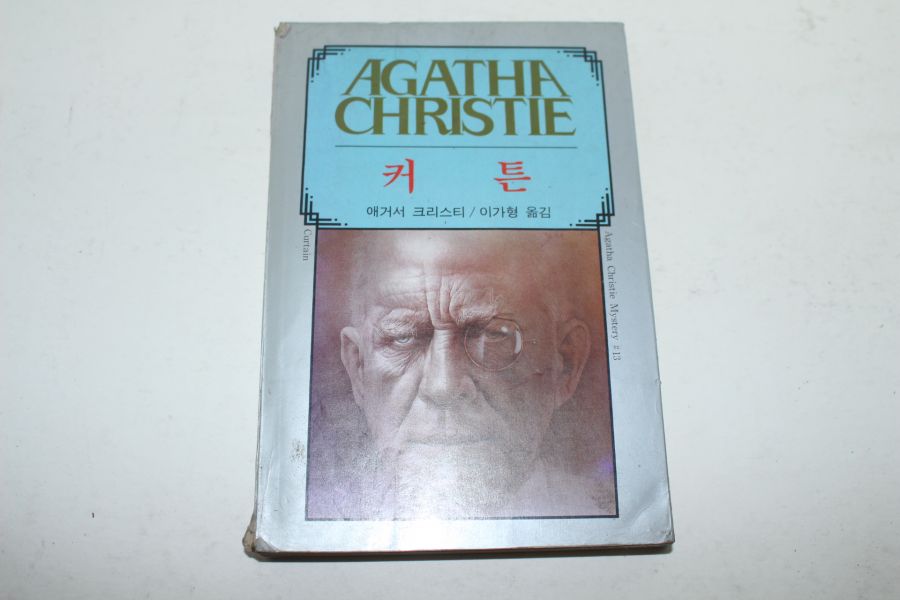 AGATHA
CHRISTIE
커 튼
애거서 크리스티 / 이가형 옮김
Curtain
Agatha Christie Mystery #13